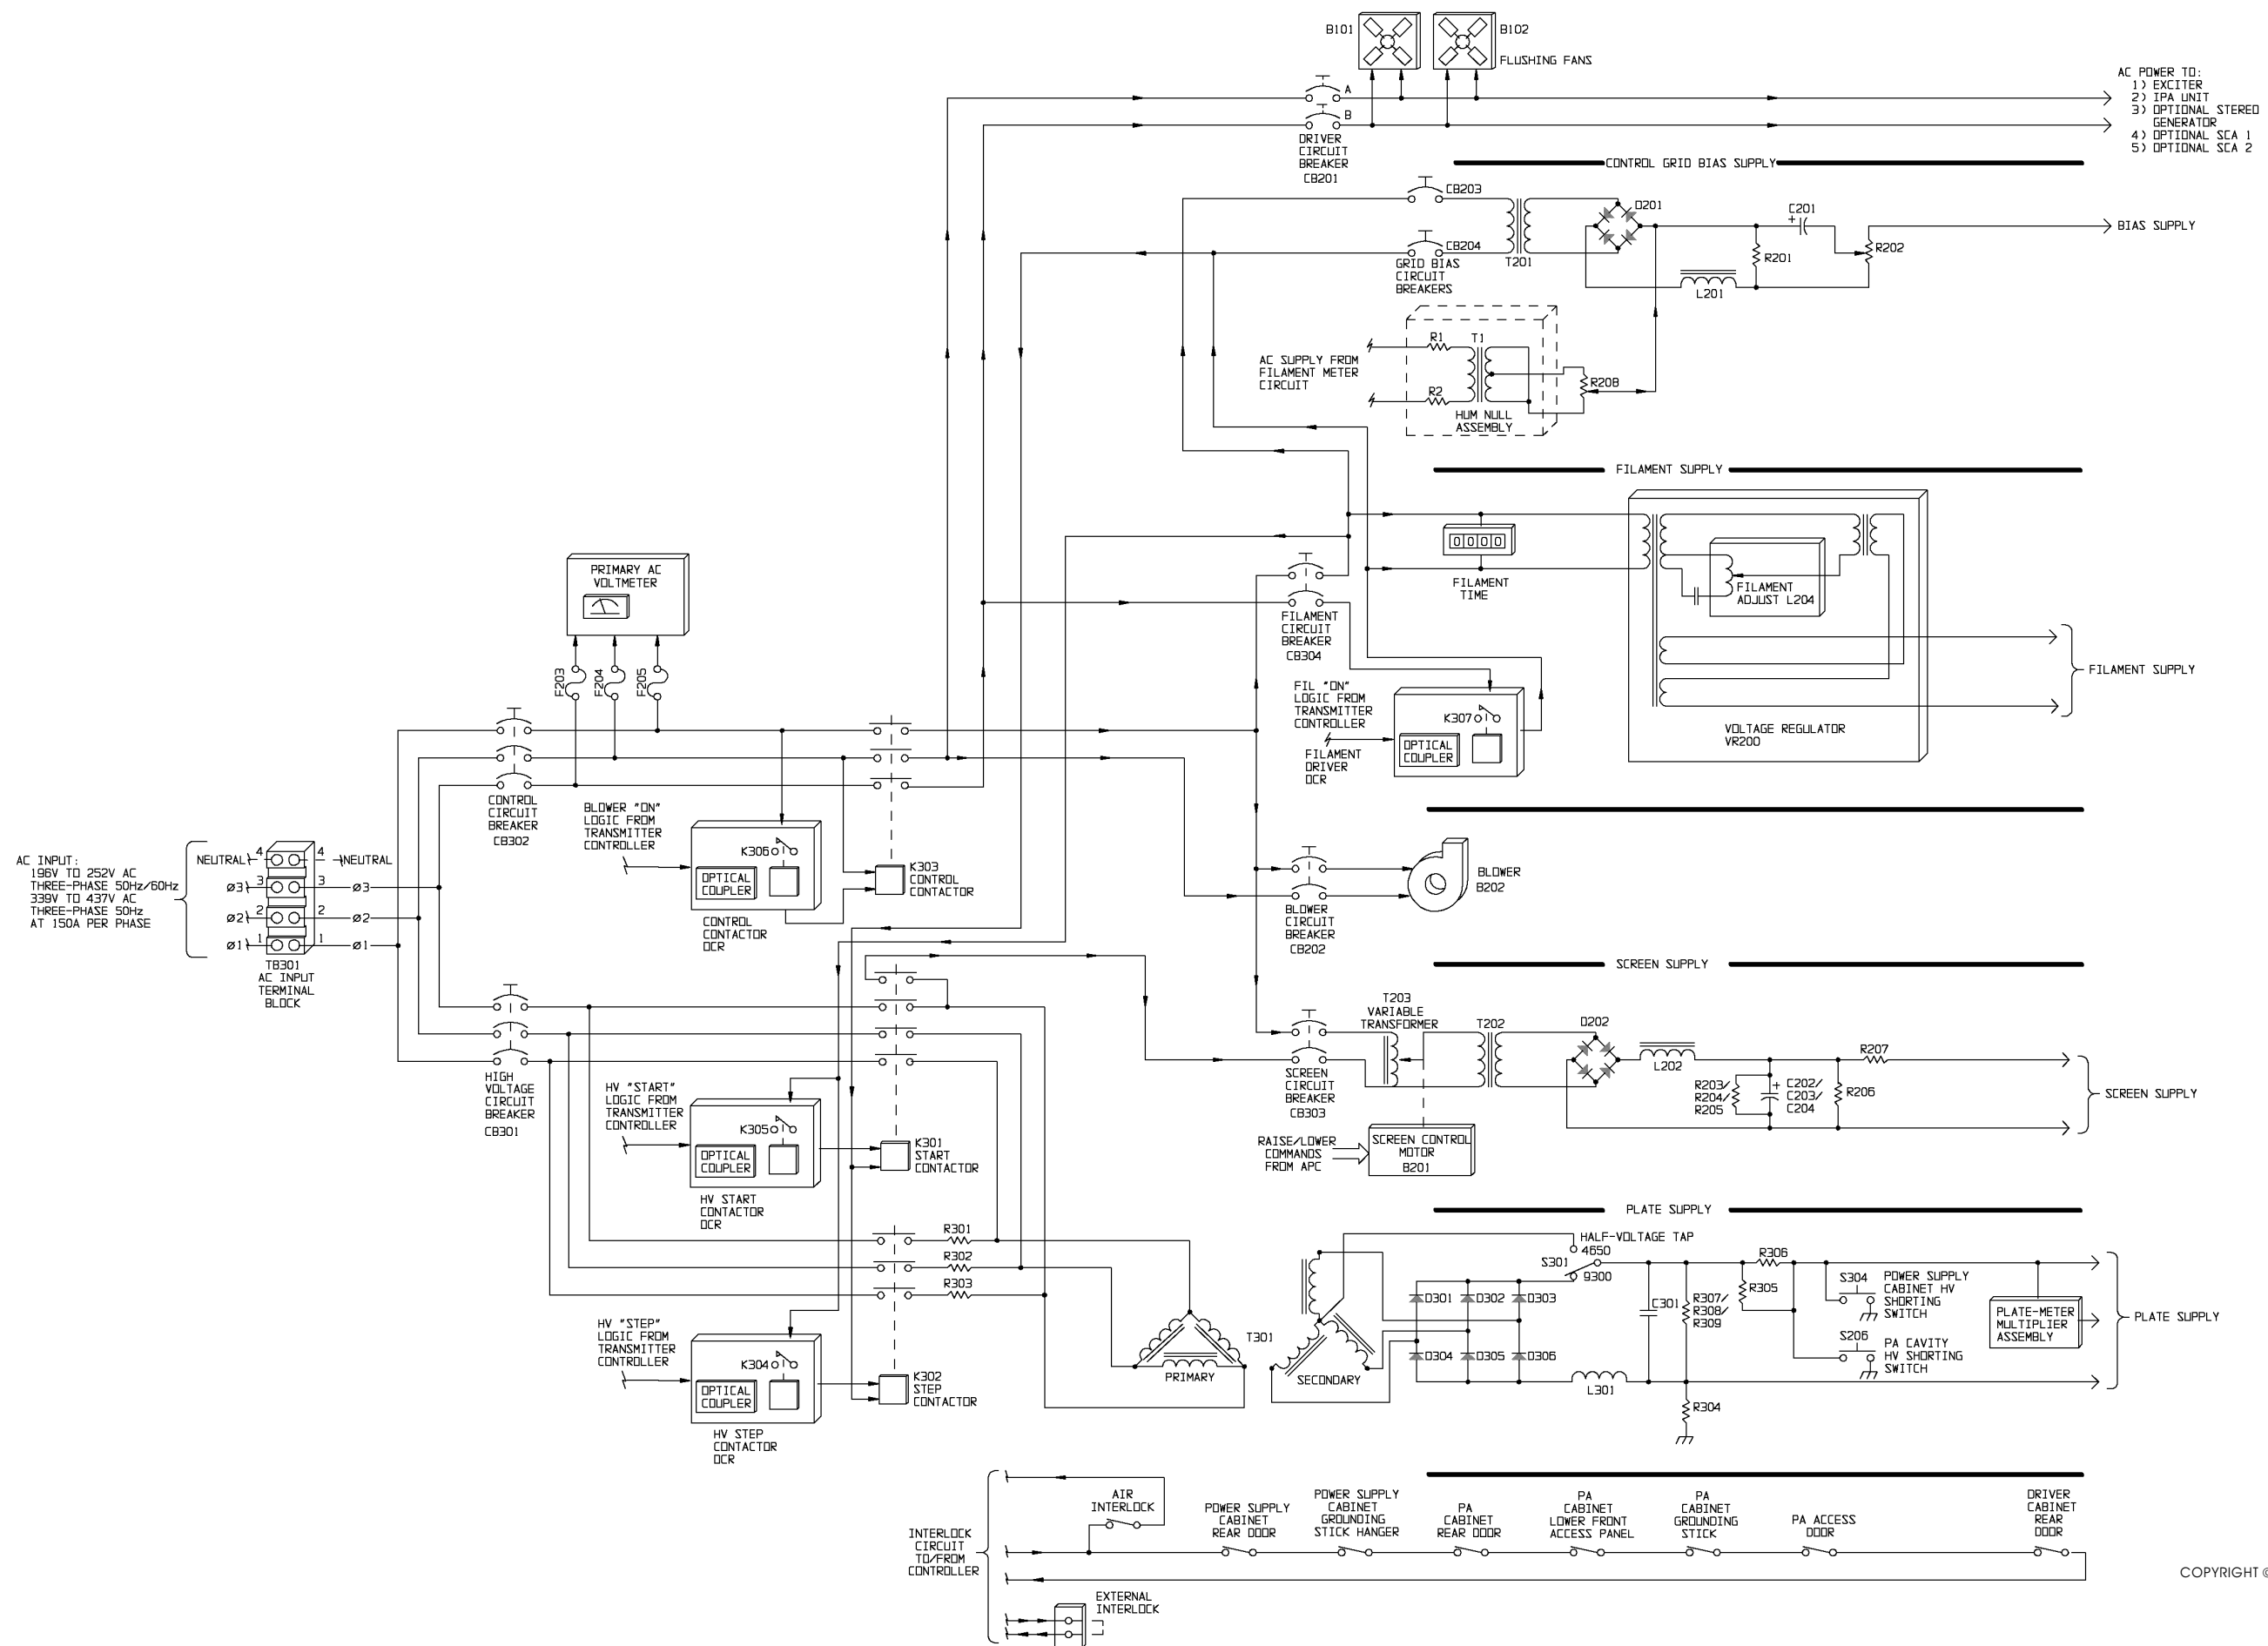 B101
B102
FLUSHING FANS
A
B
DRIVER
CIRCUIT
BREAKER
CB201
AC POWER TO:
1) EXCITER
2) IPA UNIT
3) OPTIONAL STEREO
GENERATOR
4) OPTIONAL SCA 1
5) OPTIONAL SCA 2
CONTROL GRID BIAS SUPPLY
CB203
CB204
GRID BIAS
CIRCUIT
BREAKERS
T201
D201
C201
+
R201
R202
L201
BIAS SUPPLY
AC SUPPLY FROM
FILAMENT METER
CIRCUIT
R1
T1
R2
R208
HUM NULL
ASSEMBLY
FILAMENT SUPPLY
PRIMARY AC
VOLTMETER
F203
F204
F205
0000
FILAMENT
TIME
FILAMENT
ADJUST L204
FILAMENT
CIRCUIT
BREAKER
CB304
FIL "ON"
LOGIC FROM
TRANSMITTER
CONTROLLER
FILAMENT
DRIVER
OCR
K307
OPTICAL
COUPLER
VOLTAGE REGULATOR
VR200
FILAMENT SUPPLY
CONTROL
CIRCUIT
BREAKER
CB302
BLOWER "ON"
LOGIC FROM
TRANSMITTER
CONTROLLER
K306
OPTICAL
COUPLER
CONTROL
CONTACTOR
OCR
K303
CONTROL
CONTACTOR
AC INPUT:
196V TO 252V AC
THREE-PHASE 50Hz/60Hz
339V TO 437V AC
THREE-PHASE 50Hz
AT 150A PER PHASE
NEUTRAL 4 4 NEUTRAL
Ø3 3 3 Ø3
Ø2 2 2 Ø2
Ø1 1 1 Ø1
TB301
AC INPUT
TERMINAL
BLOCK
BLOWER
B202
BLOWER
CIRCUIT
BREAKER
CB202
SCREEN SUPPLY
HIGH
VOLTAGE
CIRCUIT
BREAKER
CB301
HV "START"
LOGIC FROM
TRANSMITTER
CONTROLLER
K305
OPTICAL
COUPLER
HV START
CONTACTOR
OCR
K301
START
CONTACTOR
T203
VARIABLE
TRANSFORMER
T202
D202
L202
R207
SCREEN
CIRCUIT
BREAKER
CB303
R203/
R204/
R205
+
C202/
C203/
C204
R206
SCREEN SUPPLY
RAISE/LOWER
COMMANDS
FROM APC
SCREEN CONTROL
MOTOR
B201
PLATE SUPPLY
R301
R302
R303
HV "STEP"
LOGIC FROM
TRANSMITTER
CONTROLLER
K304
OPTICAL
COUPLER
HV STEP
CONTACTOR
OCR
K302
STEP
CONTACTOR
T301
PRIMARY
SECONDARY
HALF-VOLTAGE TAP
4650
S301
9300
D301
D302
D303
D304
D305
D306
C301
L301
R307/
R308/
R309
R304
R305
R306
S304
POWER SUPPLY
CABINET HV
SHORTING
SWITCH
S206
PA CAVITY
HV SHORTING
SWITCH
PLATE-METER
MULTIPLIER
ASSEMBLY
PLATE SUPPLY
INTERLOCK
CIRCUIT
TO/FROM
CONTROLLER
AIR
INTERLOCK
POWER SUPPLY
CABINET
REAR DOOR
POWER SUPPLY
CABINET
GROUNDING
STICK HANGER
PA
CABINET
REAR DOOR
PA
CABINET
LOWER FRONT
ACCESS PANEL
PA
CABINET
GROUNDING
STICK
PA ACCESS
DOOR
DRIVER
CABINET
REAR
DOOR
EXTERNAL
INTERLOCK
COPYRIGHT ©